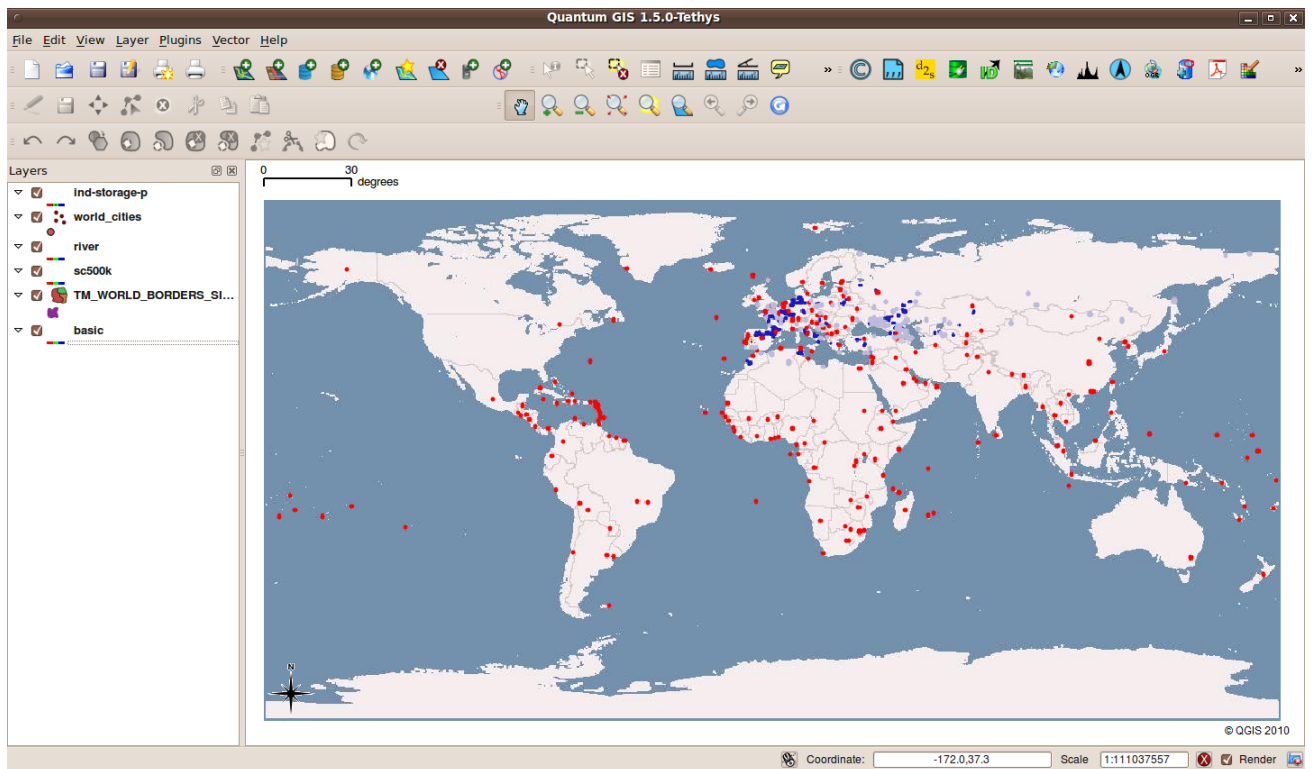 Quantum GIS 1.5.0-Tethys
File Edit View Layer Plugins Vector Help
Layers
ind-storage-p
world_cities
river
sc500k
TM_WORLD_BORDERS_SI...
basic
0 30
degrees
N
© QGIS 2010
Coordinate: -172.0,37.3 Scale 1:111037557 Render